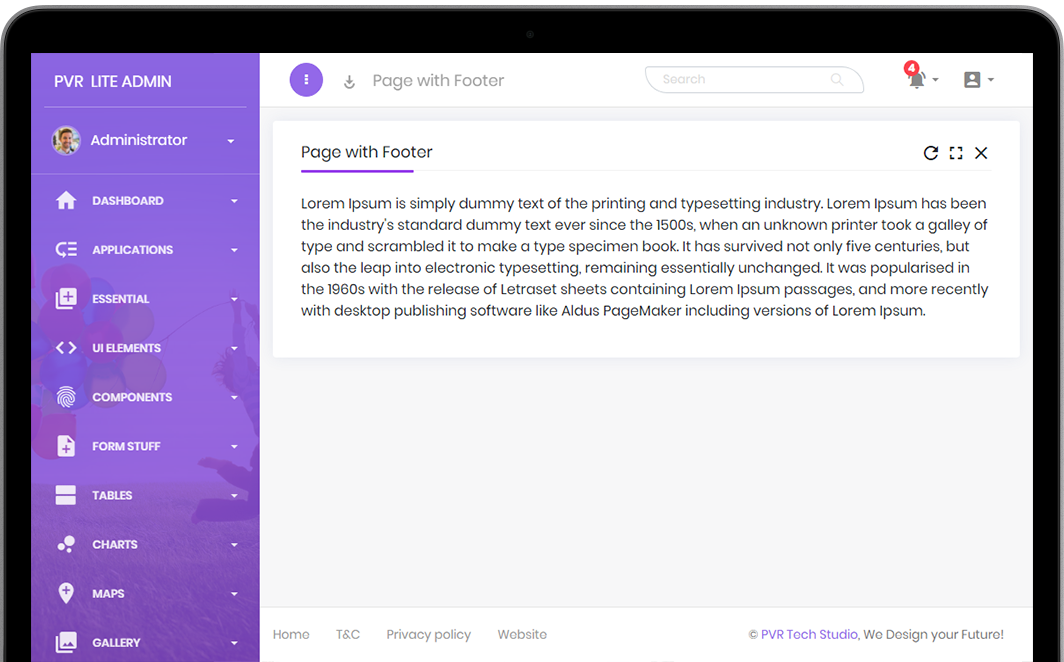 PVR LITE ADMIN
Administrator
DASHBOARD
APPLICATIONS
ESSENTIAL
UI ELEMENTS
COMPONENTS
FORM STUFF
TABLES
CHARTS
MAPS
GALLERY
Page with Footer
Search
4
Page with Footer
Lorem Ipsum is simply dummy text of the printing and typesetting industry. Lorem Ipsum has been
the industry's standard dummy text ever since the 1500s, when an unknown printer took a galley of
type and scrambled it to make a type specimen book. It has survived not only five centuries, but
also the leap into electronic typesetting, remaining essentially unchanged. It was popularised in
the 1960s with the release of Letraset sheets containing Lorem Ipsum passages, and more recently
with desktop publishing software like Aldus PageMaker including versions of Lorem Ipsum.
Home T&C Privacy policy Website
© PVR Tech Studio, We Design your Future!